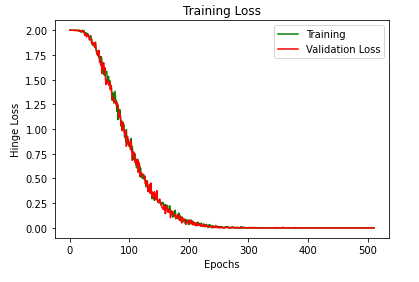 Training Loss
Training
Validation Loss
Hinge Loss
2.00
1.75
1.50
1.25
1.00
0.75
0.50
0.25
0.00
0 100 200 300 400 500
Epochs